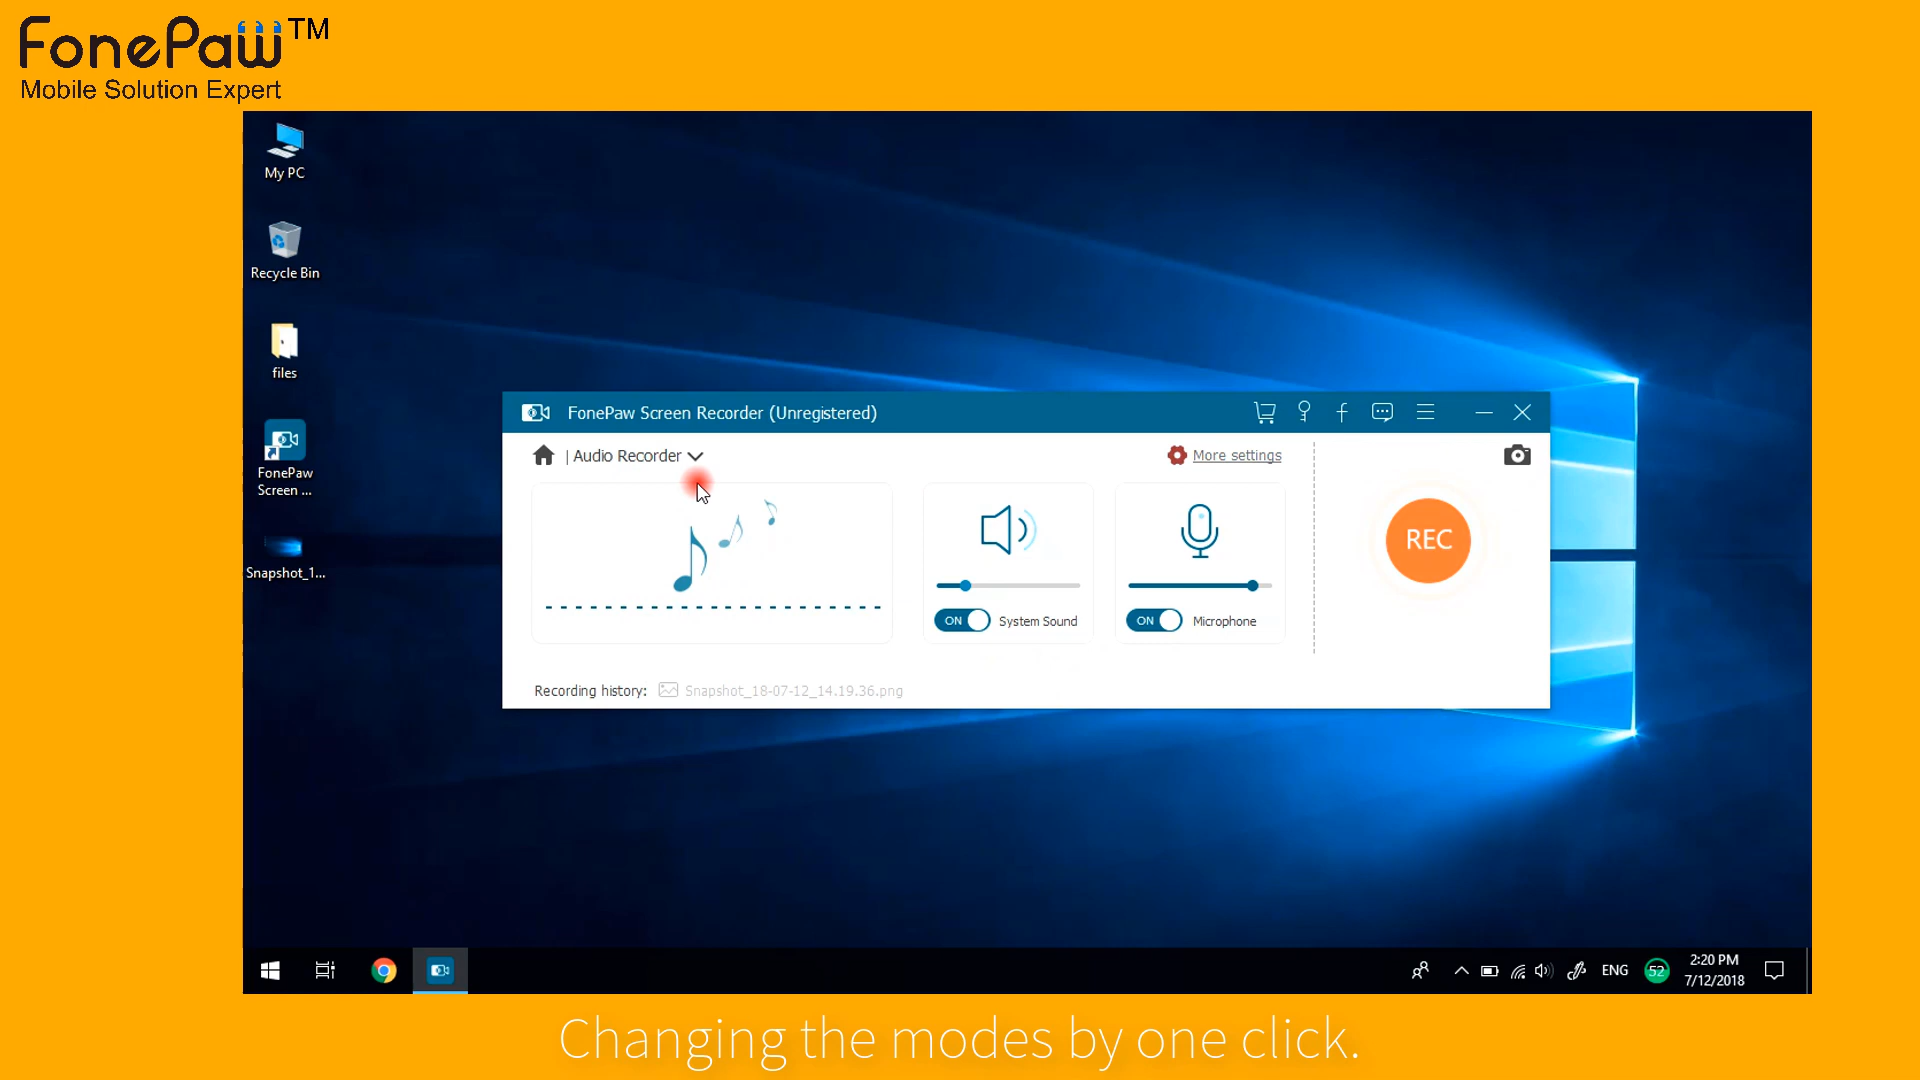 FonePaw™
Mobile Solution Expert
My PC
Recycle Bin
files
FonePaw
Screen ...
Snapshot_1...
FonePaw Screen Recorder (Unregistered)
| Audio Recorder
More settings
REC
ON System Sound
ON Microphone
Recording history: Snapshot_18-07-12_14.19.36.png
ENG
52
2:20 PM
7/12/2018
Changing the modes by one click.